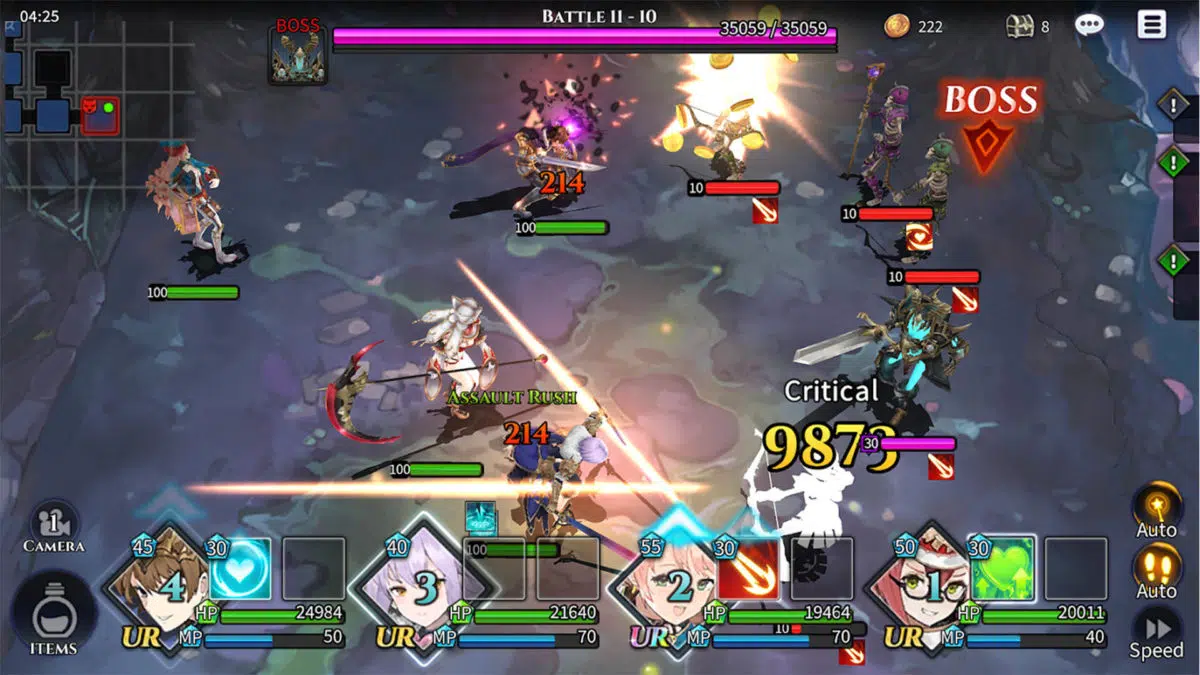 04:25
BOSS
BATTLE 11 - 10
35059 / 35059
222
8
BOSS
214
100
10
10
10
100
ASSAULT RUSH
214
100
Critical
9873
30
100
1
CAMERA
ITEMS
45
30
4
UR
HP 24984
MP 50
40
3
UR
HP 21640
MP 70
55
30
2
UR
HP 19464
10
MP 70
50
30
1
UR
HP 20011
MP 40
Auto
Auto
Speed